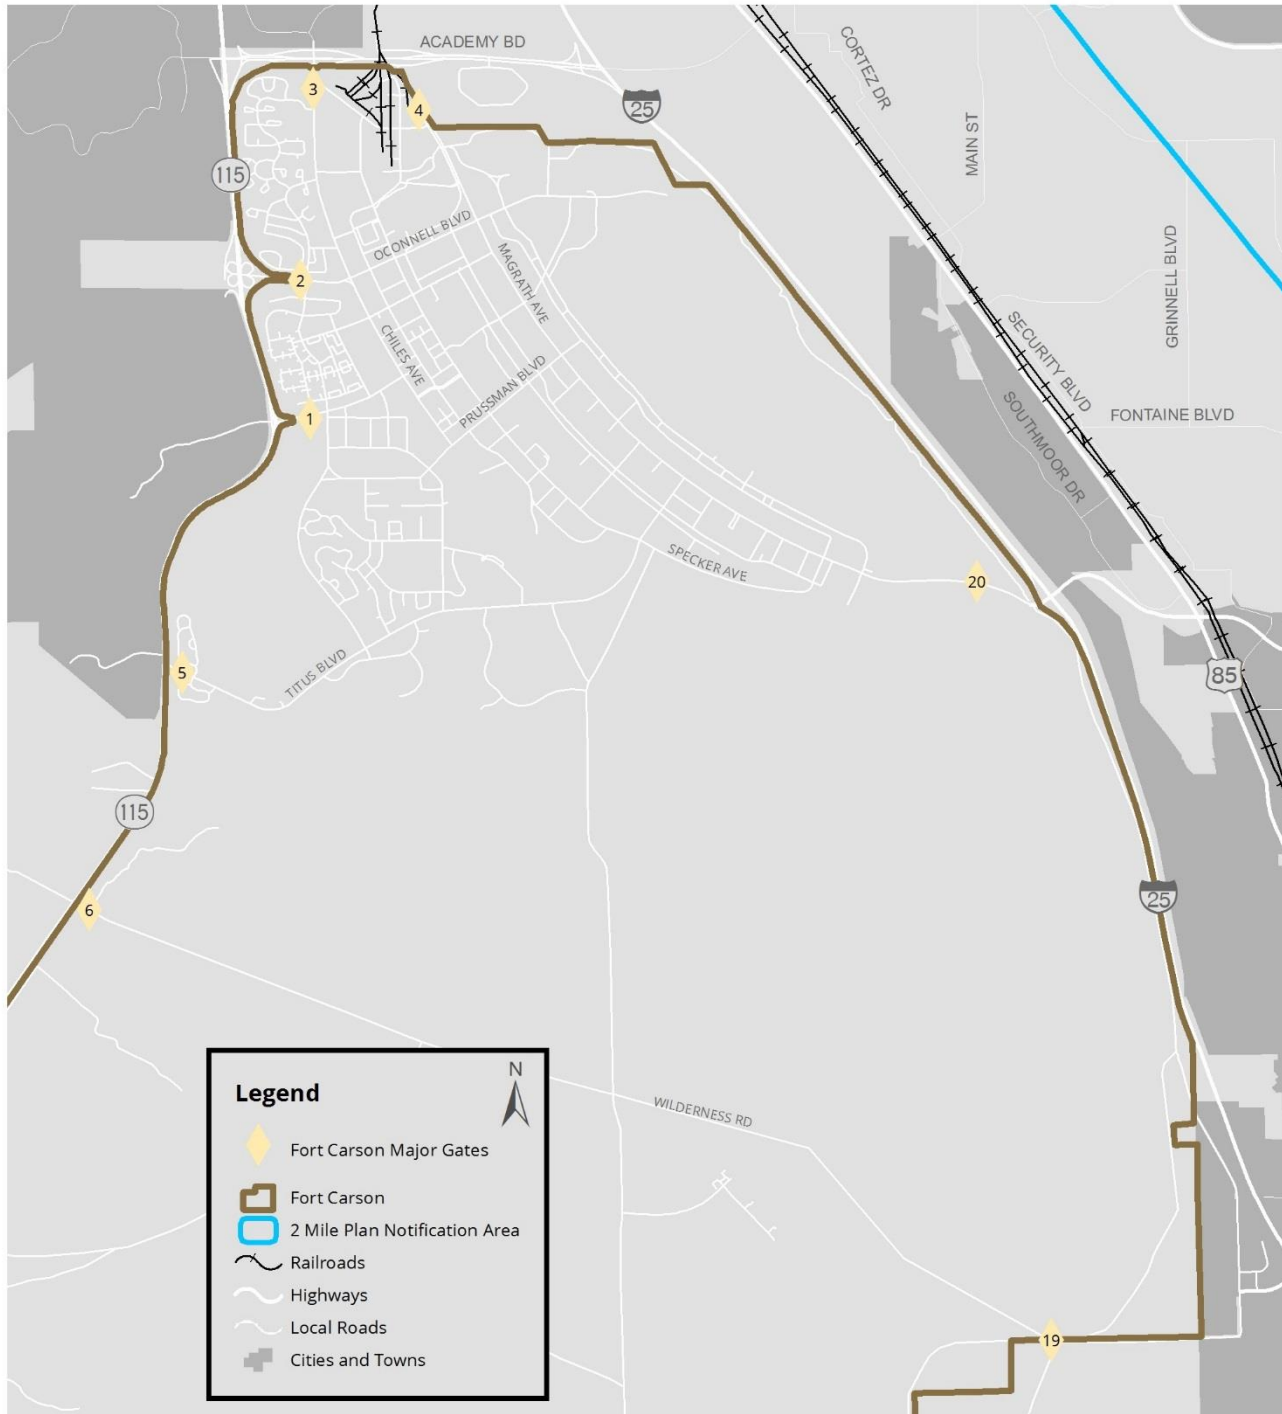 ACADEMY BD
3
4
25
CORTEZ DR
MAIN ST
115
OCONNELL BLVD
MAGRATH AVE
GRINNELL BLVD
2
CHILES AVE
PRUSSMAN BLVD
SECURITY BLVD
SOUTHMOOR DR
FONTAINE BLVD
1
SPECKER AVE
20
5
TITUS BLVD
85
115
25
6
WILDERNESS RD
19
Legend
N
Fort Carson Major Gates
Fort Carson
2 Mile Plan Notification Area
Railroads
Highways
Local Roads
Cities and Towns